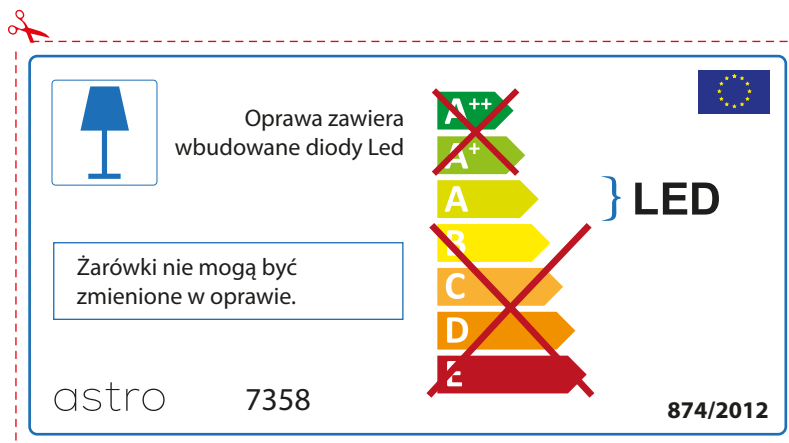 Oprawa zawiera
wbudowane diody Led
A++
A+
A
B
C
D
E
LED
Żarówki nie mogą być
zmienione w oprawie.
astro
7358
874/2012